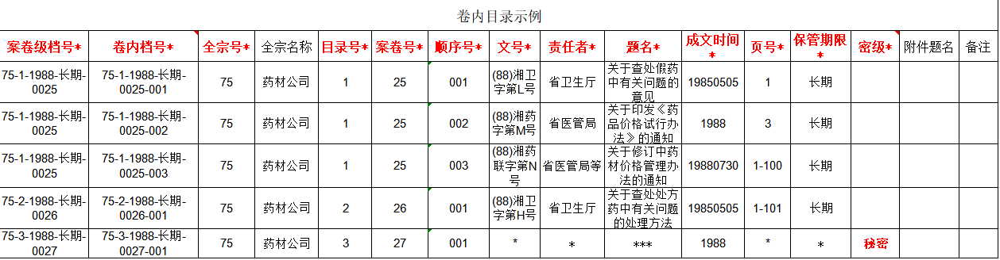 卷内目录示例
案卷级档号* 卷内档号* 全宗号* 全宗名称 目录号* 案卷号* 顺序号* 文号* 责任者* 题名* 成文时间* 页号* 保管期限* 密级* 附件题名 备注
75-1-1988-长期-0025 75-1-1988-长期-0025-001 75 药材公司 1 25 001 (88)湘卫字第L号 省卫生厅 关于查处假药中有关问题的意见 19850505 1 长期
75-1-1988-长期-0025 75-1-1988-长期-0025-002 75 药材公司 1 25 002 (88)湘药字第M号 省医管局 关于印发《药品价格试行办法》的通知 1988 3 长期
75-1-1988-长期-0025 75-1-1988-长期-0025-003 75 药材公司 1 25 003 (88)湘药联字第N号 省医管局等 关于修订中药材价格管理办法的通知 19880730 1-100 长期
75-2-1988-长期-0026 75-2-1988-长期-0026-001 75 药材公司 2 26 001 (88)湘卫字第H号 省卫生厅 关于查处处方药中有关问题的处理方法 19850505 1-101 长期
75-3-1988-长期-0027 75-3-1988-长期-0027-001 75 药材公司 3 27 001 * * *** 1988 * * 秘密